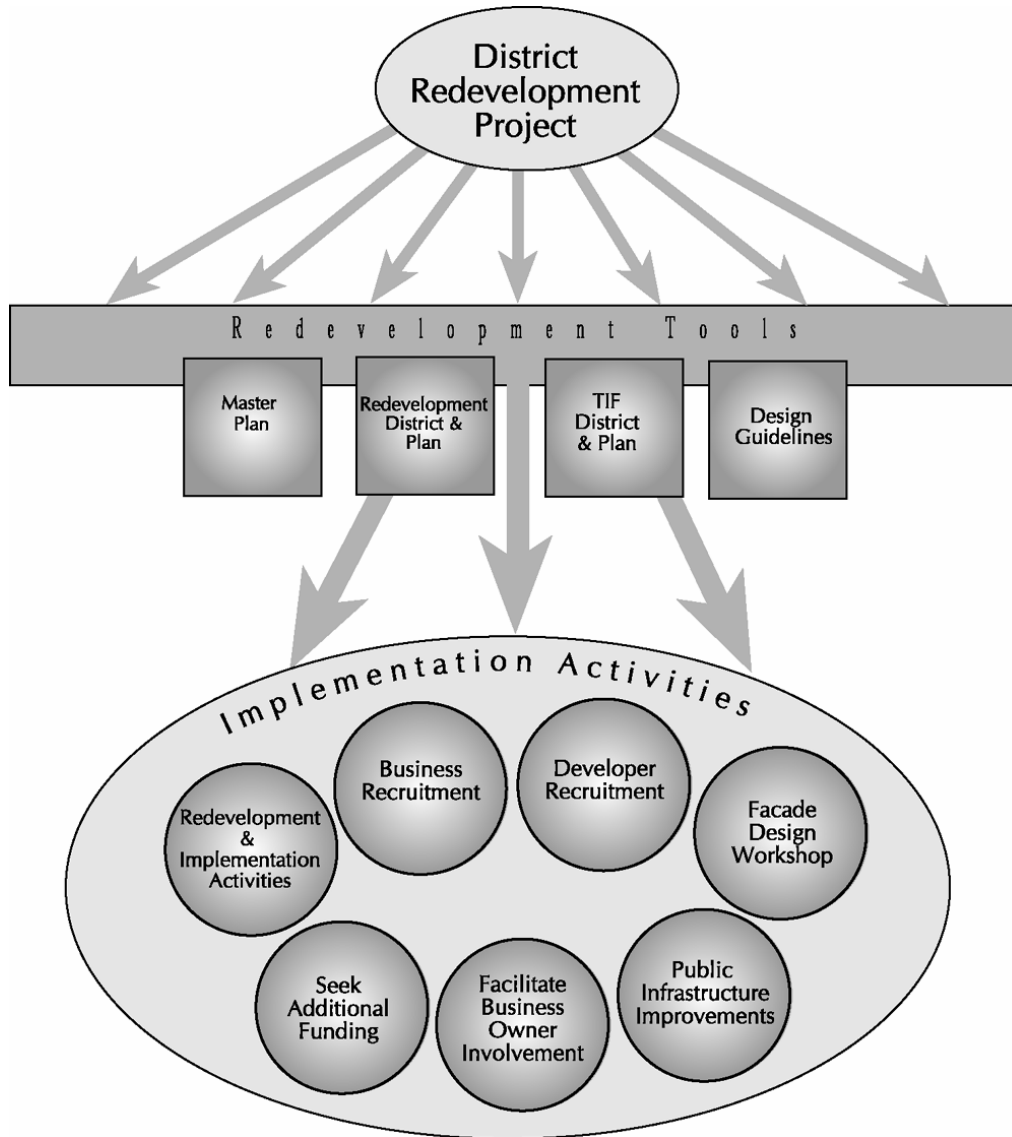 District
Redevelopment
Project
Redevelopment Tools
Master
Plan
Redevelopment
District &
Plan
TIF
District
& Plan
Design
Guidelines
Implementation Activities
Business
Recruitment
Developer
Recruitment
Redevelopment
&
Implementation
Activities
Facade
Design
Workshop
Seek
Additional
Funding
Facilitate
Business
Owner
Involvement
Public
Infrastructure
Improvements